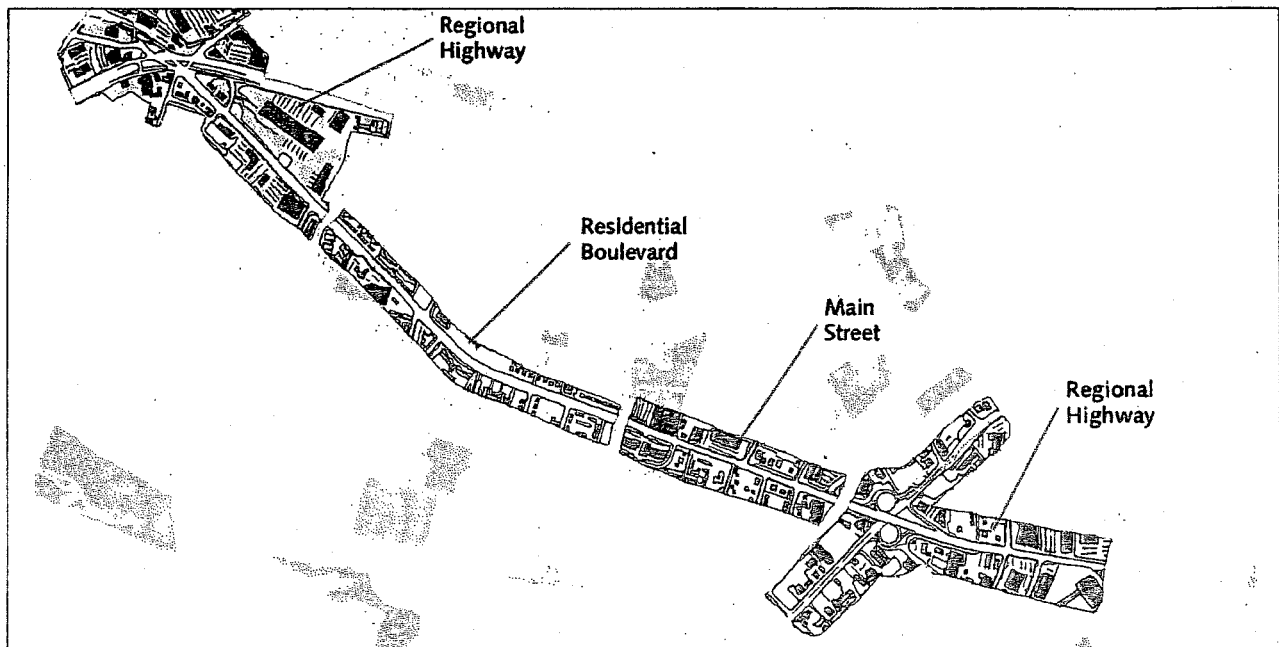 Regional
Highway
Residential
Boulevard
Main
Street
Regional
Highway